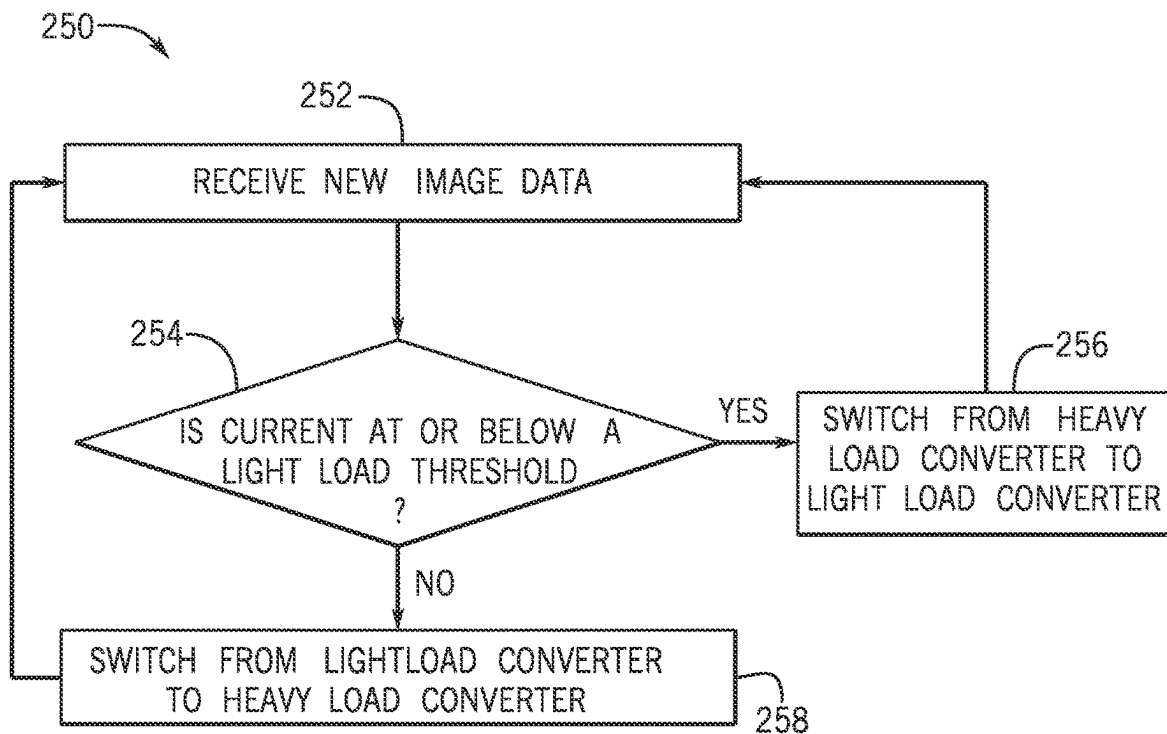 250
252
RECEIVE NEW IMAGE DATA
254
IS CURRENT AT OR BELOW A
LIGHT LOAD THRESHOLD
?
YES
256
SWITCH FROM HEAVY
LOAD CONVERTER TO
LIGHT LOAD CONVERTER
NO
SWITCH FROM LIGHTLOAD CONVERTER
TO HEAVY LOAD CONVERTER
258